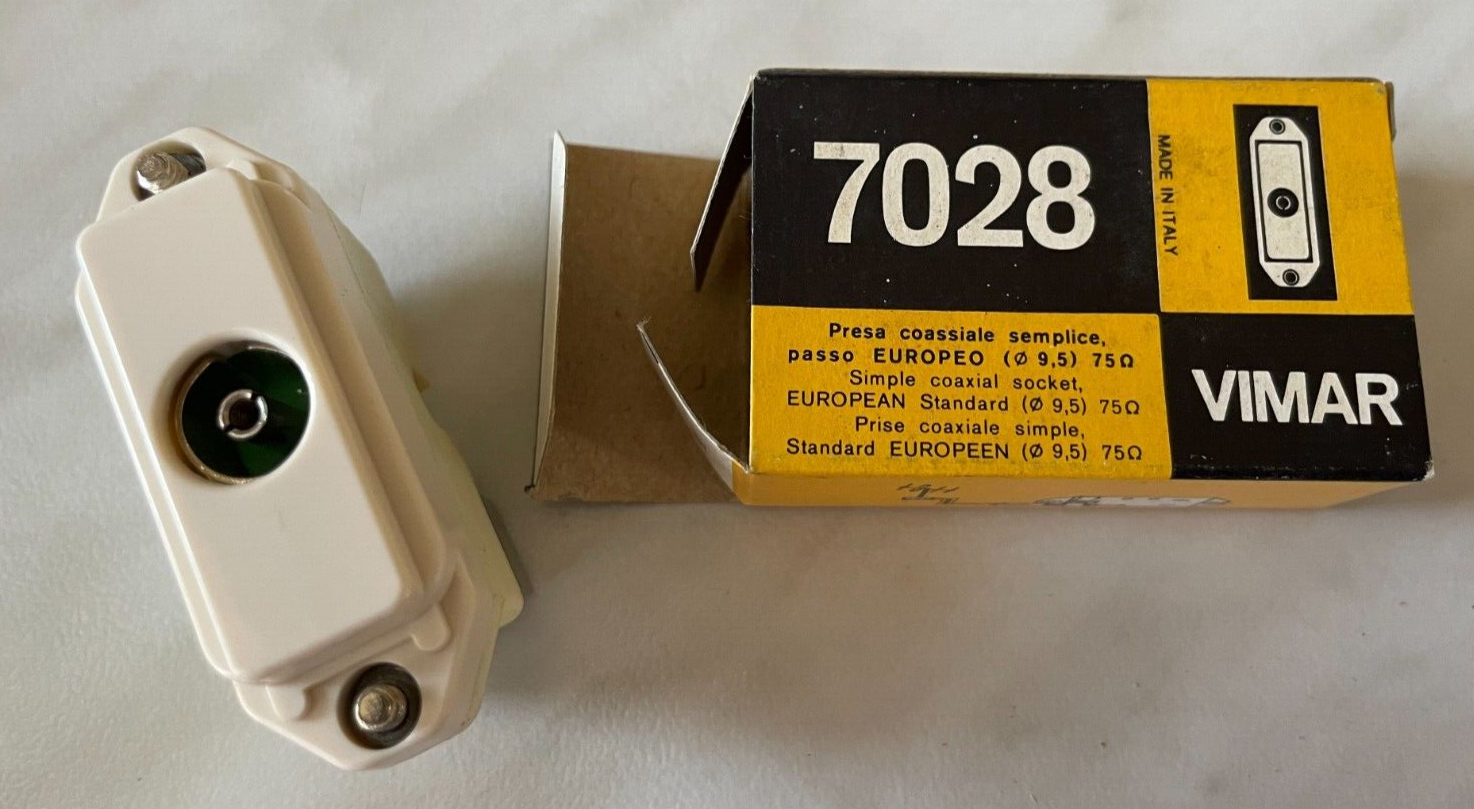 7028
MADE IN ITALY
Presa coassiale semplice,
passo EUROPEO (Ø 9,5) 75Ω
Simple coaxial socket,
EUROPEAN Standard (Ø 9,5) 75Ω
Prise coaxiale simple,
Standard EUROPEEN (Ø 9,5) 75Ω
VIMAR